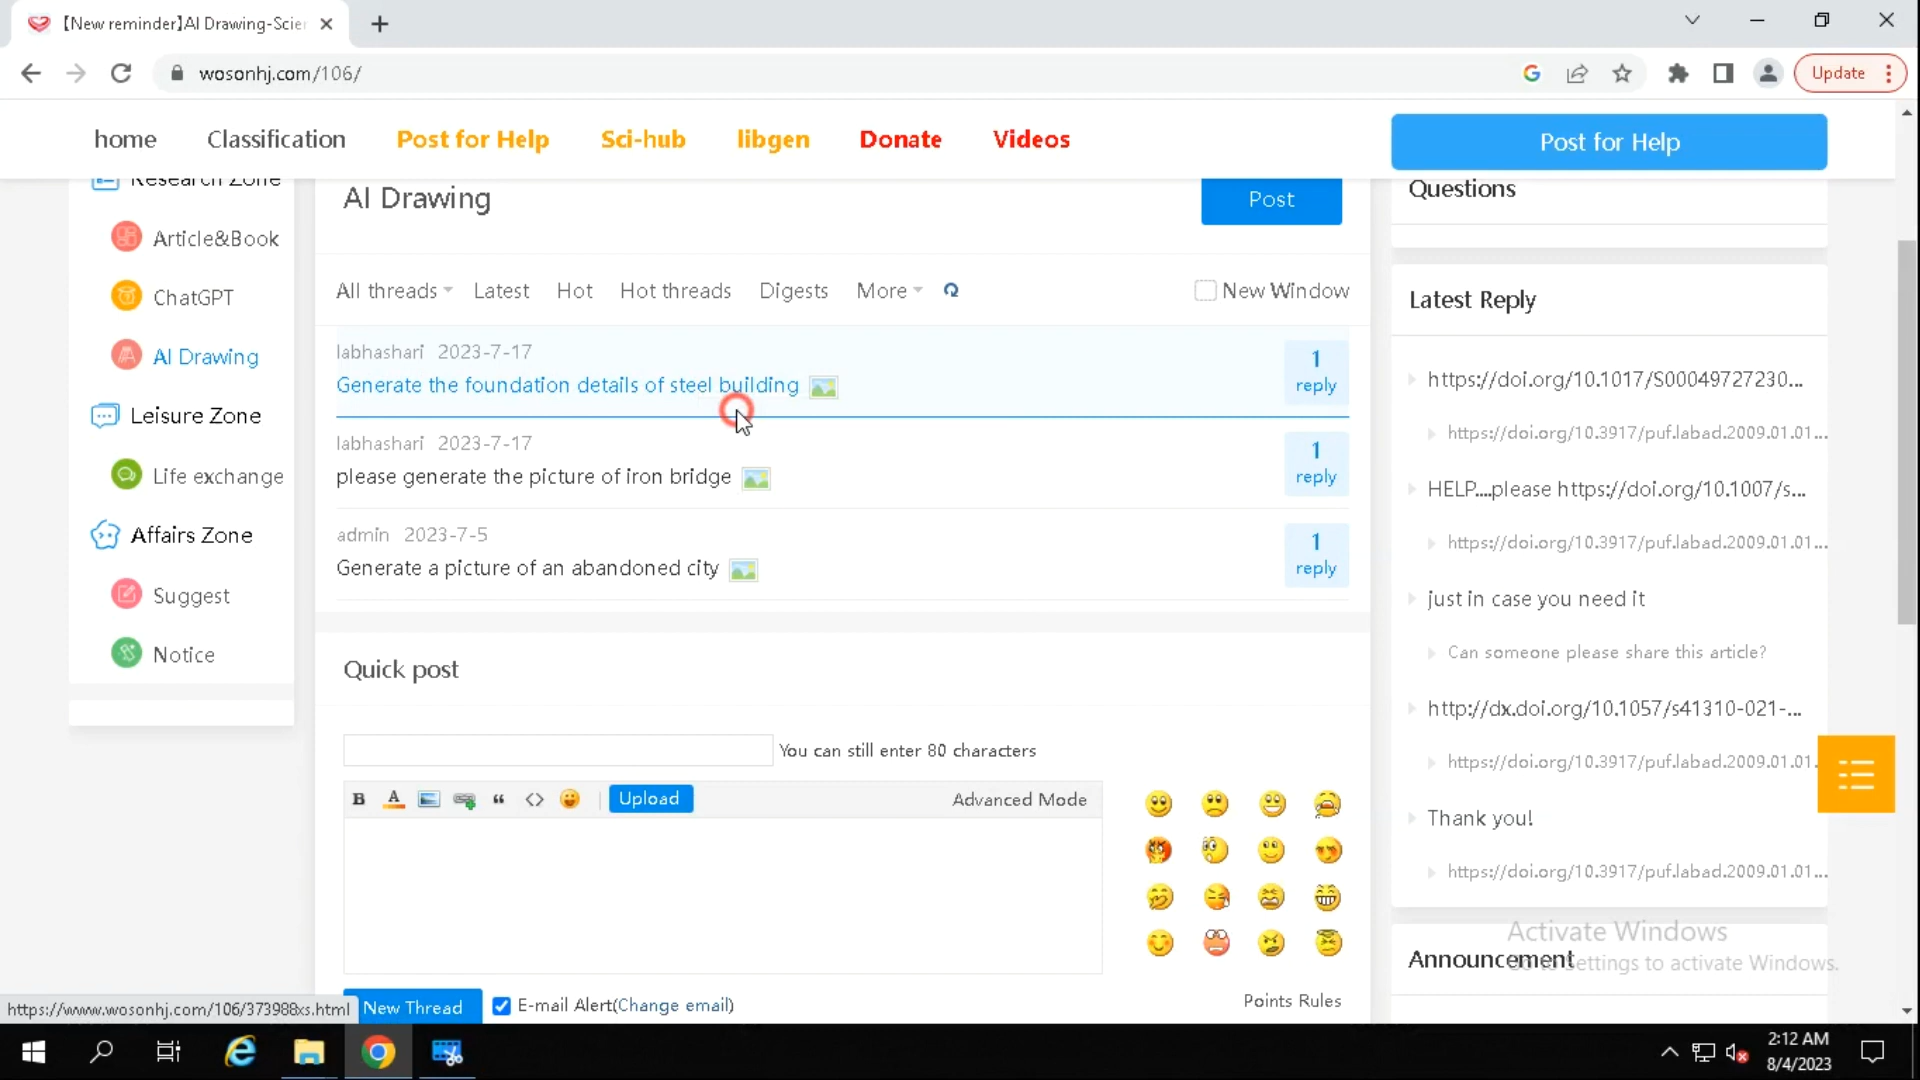 【New reminder】AI Drawing-Scie
wosonhj.com/106/
Update
home Classification Post for Help Sci-hub libgen Donate Videos
Post for Help
Research Zone
Article&Book
ChatGPT
AI Drawing
Leisure Zone
Life exchange
Affairs Zone
Suggest
Notice
AI Drawing
Post
All threads Latest Hot Hot threads Digests More
New Window
labhashari 2023-7-17
Generate the foundation details of steel building
1
reply
labhashari 2023-7-17
please generate the picture of iron bridge
1
reply
admin 2023-7-5
Generate a picture of an abandoned city
1
reply
Quick post
You can still enter 80 characters
B A “ <> Upload
Advanced Mode
New Thread
E-mail Alert(Change email)
Points Rules
Questions
Latest Reply
https://doi.org/10.1017/S00049727230...
https://doi.org/10.3917/puf.labad.2009.01.01...
HELP....please https://doi.org/10.1007/s...
https://doi.org/10.3917/puf.labad.2009.01.01...
just in case you need it
Can someone please share this article?
http://dx.doi.org/10.1057/s41310-021-...
https://doi.org/10.3917/puf.labad.2009.01.01.
Thank you!
https://doi.org/10.3917/puf.labad.2009.01.01...
Announcement
Activate Windows
Go to Settings to activate Windows.
https://www.wosonhj.com/106/373988xs.html
2:12 AM
8/4/2023